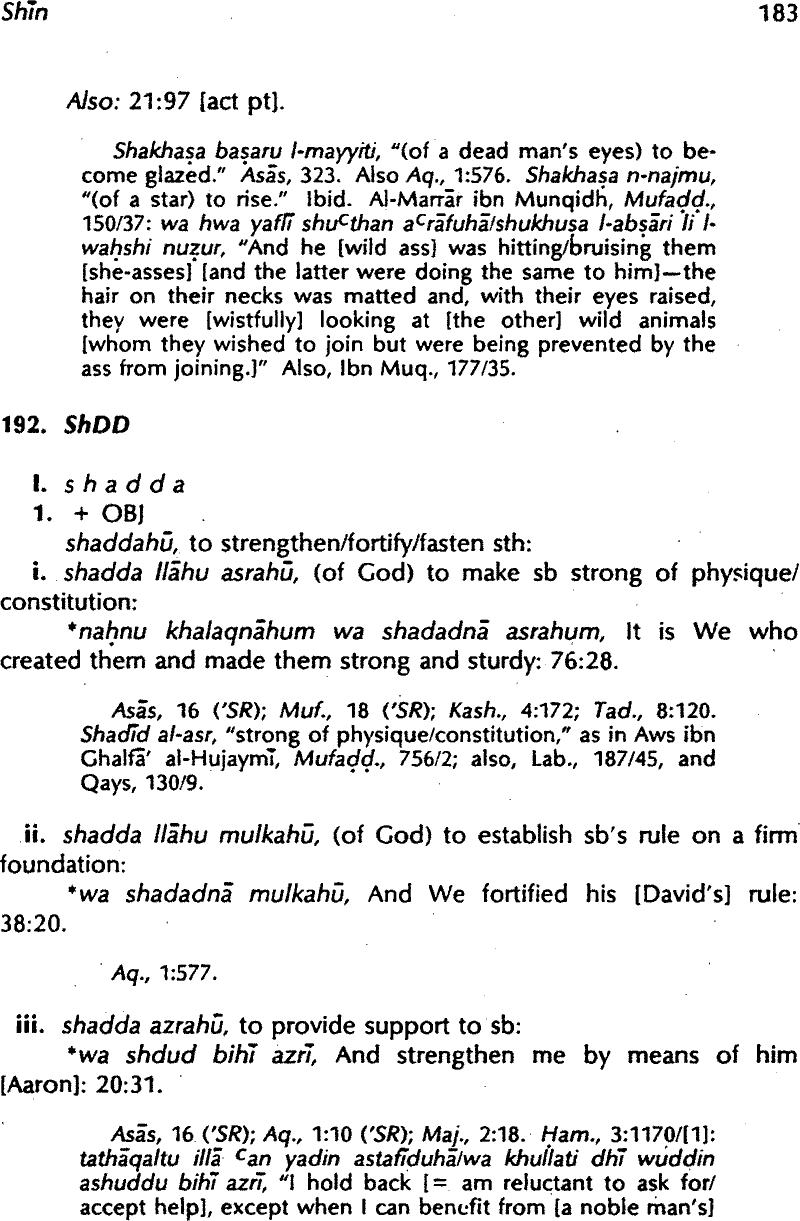 Shīn 183
Also: 21:97 [act pt].
Shakhaṣa baṣaru l-mayyiti, “(of a dead man's eyes) to be-
come glazed.” Asās, 323. Also Aq., 1:576. Shakhaṣa n-najmu,
“(of a star) to rise.” Ibid. Al-Marrār ibn Munqidh, Mufaḍḍ.,
150/37: wa hwa yaflī shuᶜthan aᶜrāfuhā/shukhuṣa l-abṣāri li l-
waḥshi nuẓur, “And he [wild ass] was hitting/bruising them
[she-asses] [and the latter were doing the same to him]—the
hair on their necks was matted and, with their eyes raised,
they were [wistfully] looking at [the other] wild animals
[whom they wished to join but were being prevented by the
ass from joining.]” Also, Ibn Muq., 177/35.
192. ShDD
I. s h a d d a
1. + OBJ
shaddahū, to strengthen/fortify/fasten sth:
i. shadda llāhu asrahū, (of God) to make sb strong of physique/
constitution:
*naḥnu khalaqnāhum wa shadadnā asrahum, It is We who
created them and made them strong and sturdy: 76:28.
Asās, 16 ('SR); Muf., 18 ('SR); Kash., 4:172; Tad., 8:120.
Shadīd al-asr, “strong of physique/constitution,” as in Aws ibn
Ghalfā' al-Hujaymī, Mufaḍḍ., 756/2; also, Lab., 187/45, and
Qays, 130/9.
ii. shadda llāhu mulkahū, (of God) to establish sb's rule on a firm
foundation:
*wa shadadnā mulkahū, And We fortified his [David's] rule:
38:20.
Aq., 1:577.
iii. shadda azrahū, to provide support to sb:
*wa shdud bihī azrī, And strengthen me by means of him
[Aaron]: 20:31.
Asās, 16 ('SR); Aq., 1:10 ('SR); Maj., 2:18. Ḥam., 3:1170/[1]:
tathāqaltu illā ᶜan yadin astafīduhā/wa khullati dhī wuddin
ashuddu bihī azrī, “I hold back [= am reluctant to ask for/
accept help], except when I can benefit from [a noble man's]